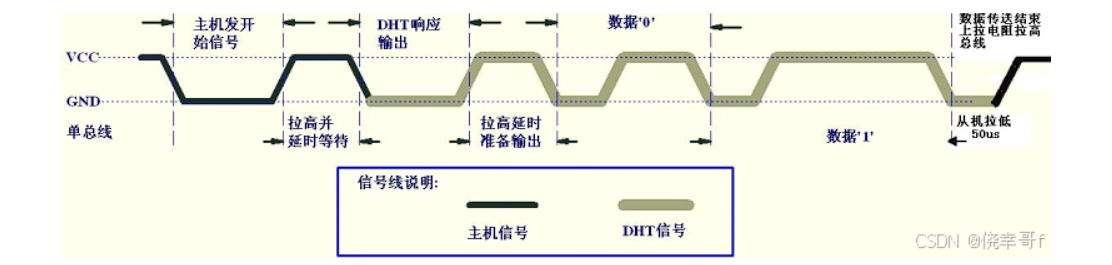 主机发开
始信号
DHT响应
输出
数据'0'
数据传送结束
上拉电阻拉高
总线
VCC
GND
单总线
拉高并
延时等待
拉高延时
准备输出
数据'1'
从机拉低
50us
信号线说明:
主机信号
DHT信号
CSDN @侥幸哥f